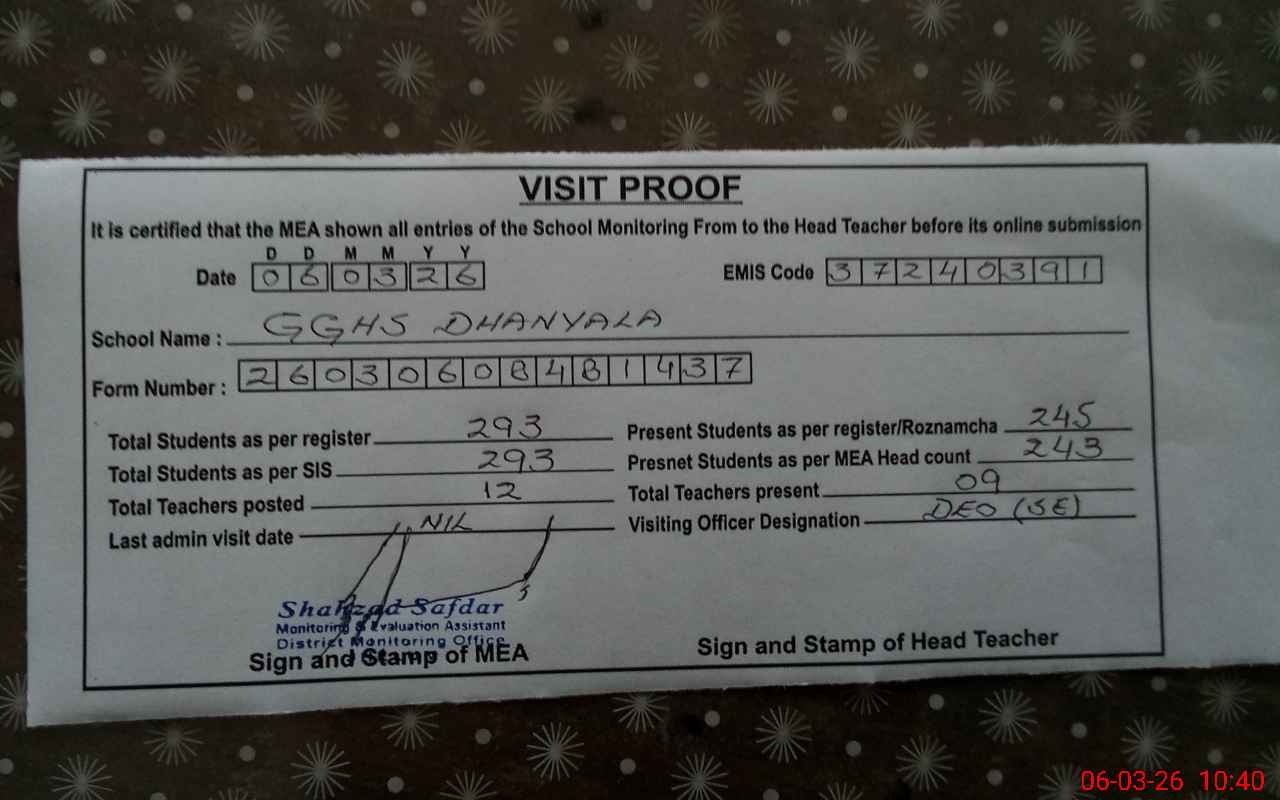 VISIT PROOF
It is certified that the MEA shown all entries of the School Monitoring From to the Head Teacher before its online submission
D D M M Y Y
Date 0 6 0 3 2 6 EMIS Code 3 7 2 4 0 3 9 1
School Name : GGHS DHANYALA
Form Number : 2 6 0 3 0 6 0 8 4 8 1 4 3 7
Total Students as per register 293 Present Students as per register/Roznamcha 245
Total Students as per SIS 293 Presnet Students as per MEA Head count 243
Total Teachers posted 12 Total Teachers present 09
Last admin visit date NIL Visiting Officer Designation DEO (SE)
Shahzad Safdar
Monitoring & Evaluation Assistant
District Monitoring Office
Sign and Stamp of MEA Sign and Stamp of Head Teacher
06-03-26 10:40